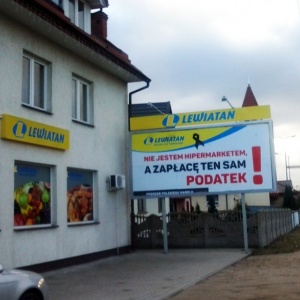 LEWIATAN
LEWIATAN
LEWIATAN
NIE JESTEM HIPERMARKETEM,
A ZAPŁACĘ TEN SAM
PODATEK!